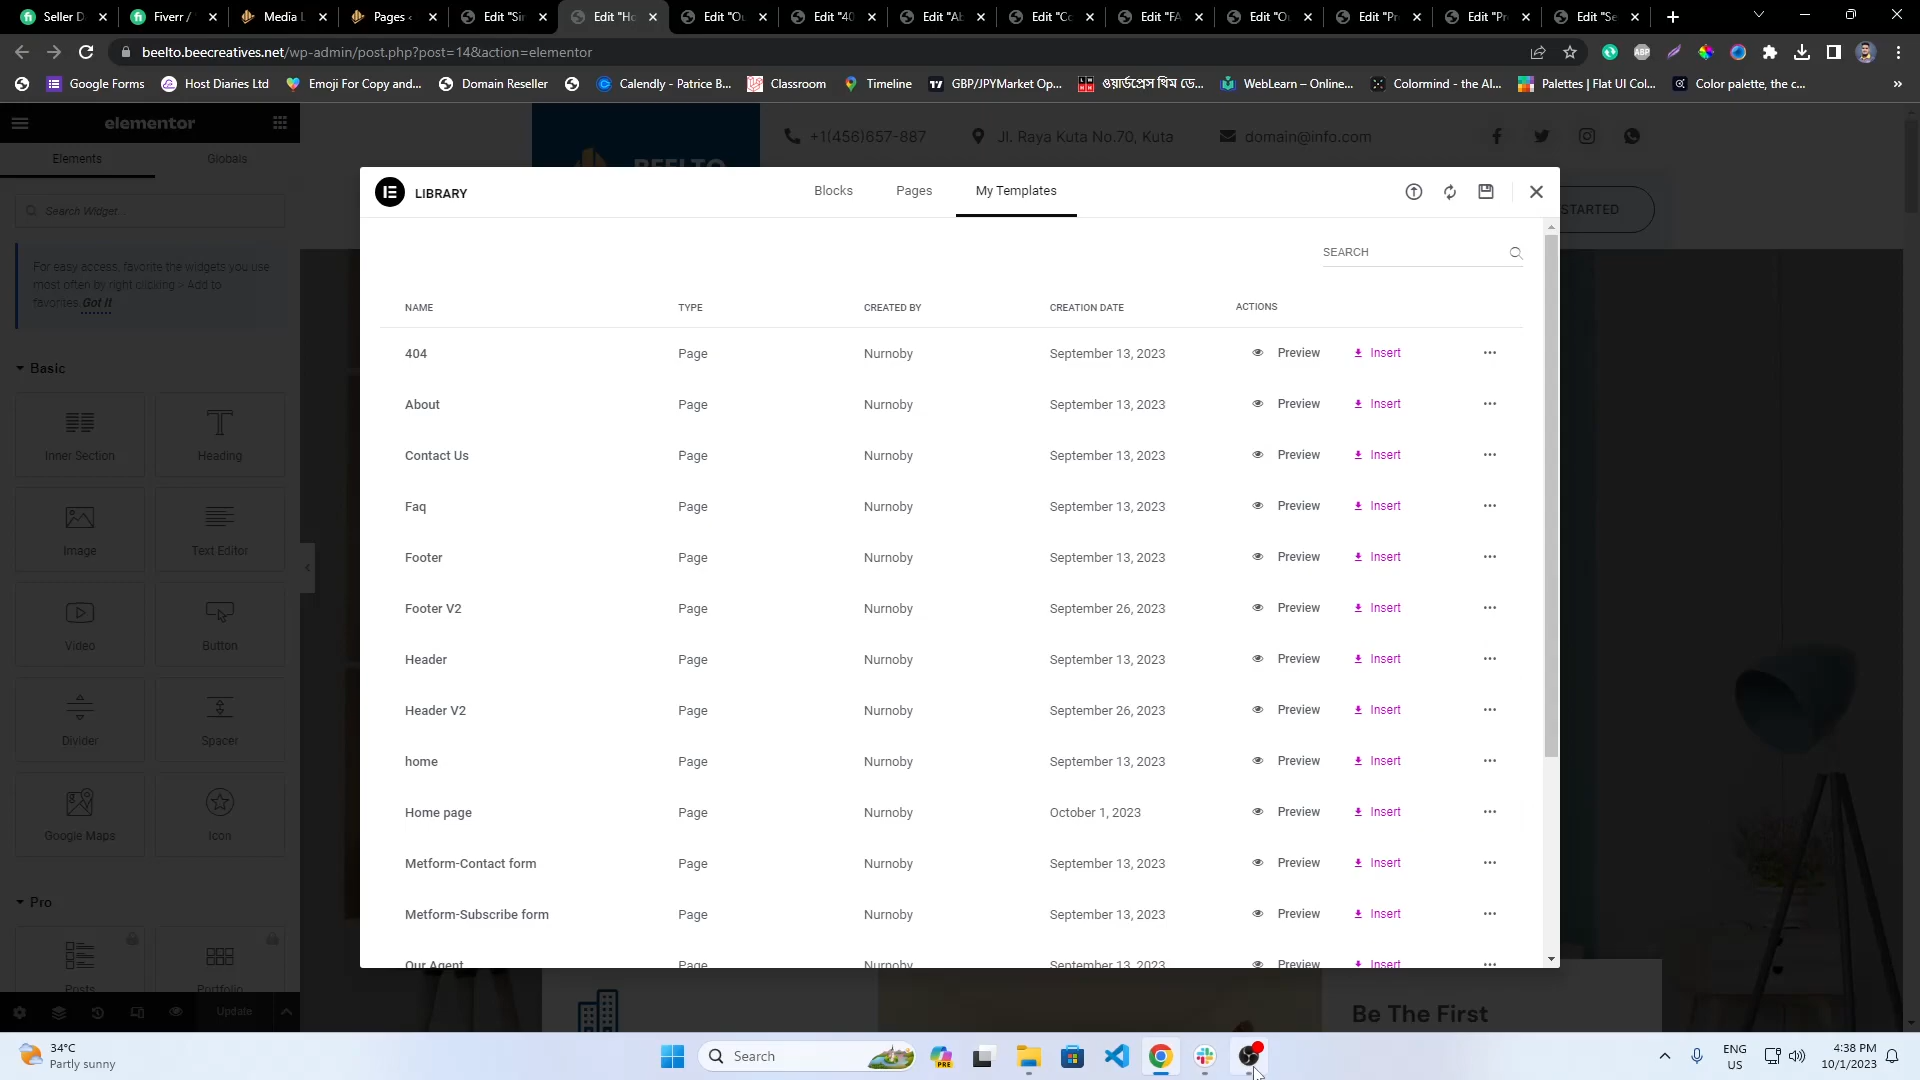 Seller D
Fiverr /
Media L
Pages ‹
Edit "Sir
Edit "Ho
Edit "Ou
Edit "40
Edit "Ab
Edit "Co
Edit "FA
Edit "Ou
Edit "Pr
Edit "Pr
Edit "Se
beelto.beecreatives.net/wp-admin/post.php?post=14&action=elementor
Google Forms
Host Diaries Ltd
Emoji For Copy and...
Domain Reseller
Calendly - Patrice B...
Classroom
Timeline
GBP/JPYMarket Op...
ওয়ার্ডপ্রেস থিম ডে...
WebLearn – Online...
Colormind - the AI...
Palettes | Flat UI Col...
Color palette, the c...
»
elementor
Elements Globals
Search Widget...
For easy access, favorite the widgets you use
most often by right clicking > Add to
favorites. Got It
Basic
Inner Section Heading
Image Text Editor
Video Button
Divider Spacer
Google Maps Icon
Pro
Posts Portfolio
Update
+1(456)657-887 Jl. Raya Kuta No.70, Kuta domain@info.com
BEELTO
STARTED
LIBRARY Blocks Pages My Templates
SEARCH
NAME TYPE CREATED BY CREATION DATE ACTIONS
404 Page Nurnoby September 13, 2023 Preview Insert
About Page Nurnoby September 13, 2023 Preview Insert
Contact Us Page Nurnoby September 13, 2023 Preview Insert
Faq Page Nurnoby September 13, 2023 Preview Insert
Footer Page Nurnoby September 13, 2023 Preview Insert
Footer V2 Page Nurnoby September 26, 2023 Preview Insert
Header Page Nurnoby September 13, 2023 Preview Insert
Header V2 Page Nurnoby September 26, 2023 Preview Insert
home Page Nurnoby September 13, 2023 Preview Insert
Home page Page Nurnoby October 1, 2023 Preview Insert
Metform-Contact form Page Nurnoby September 13, 2023 Preview Insert
Metform-Subscribe form Page Nurnoby September 13, 2023 Preview Insert
Our Agent Page Nurnoby September 13, 2023 Preview Insert
Be The First
34°C
Partly sunny
Search
PRE
ENG
US
4:38 PM
10/1/2023